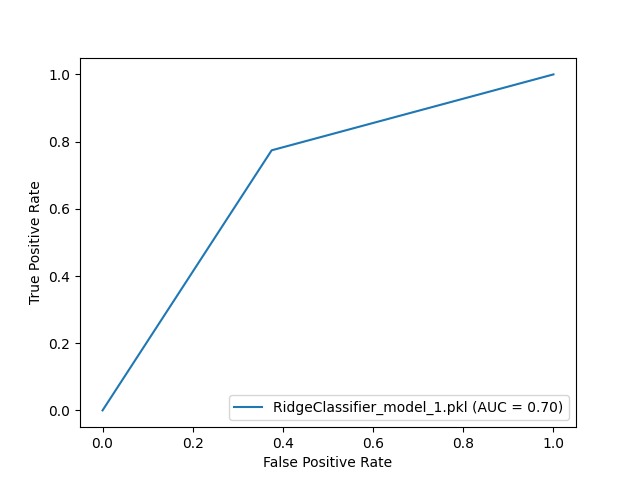 1.0
0.8
0.6
0.4
0.2
0.0
True Positive Rate
RidgeClassifier_model_1.pkl (AUC = 0.70)
0.0 0.2 0.4 0.6 0.8 1.0
False Positive Rate